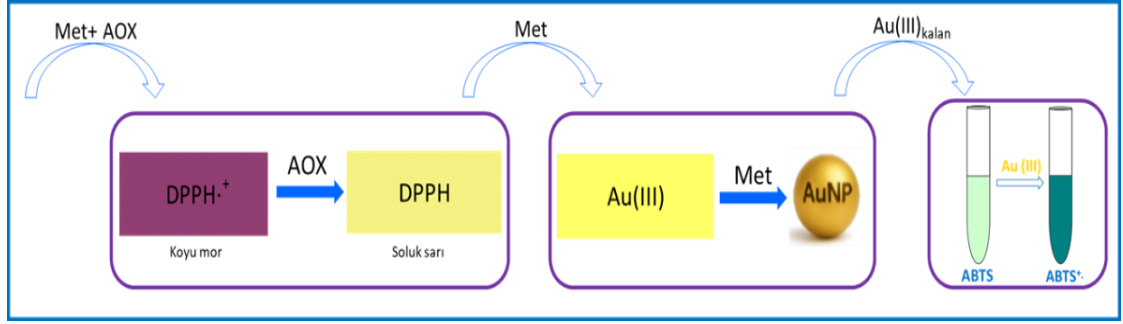 Met+ AOX
Met
Au(III)kalan
DPPH·+
AOX
DPPH
Koyu mor
Soluk sarı
Au(III)
Met
AuNP
Au (III)
ABTS
ABTS+·